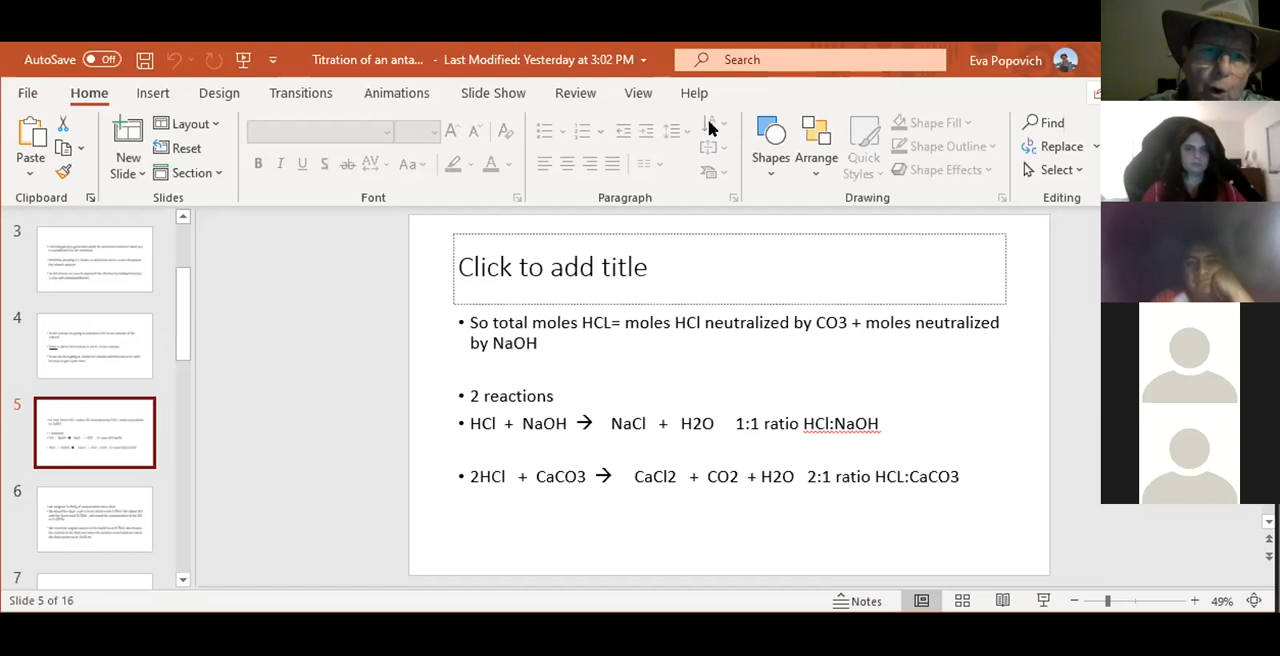 AutoSave Off Titration of an anta... - Last Modified: Yesterday at 3:02 PM Search Eva Popovich
File Home Insert Design Transitions Animations Slide Show Review View Help
Paste
New
Slide
Layout
Reset
Section
B I U S ab AV Aa A
Shapes
Arrange
Quick
Styles
Shape Fill
Shape Outline
Shape Effects
Find
Replace
Select
Clipboard Slides Font Paragraph Drawing Editing
3
4
5
6
7
Click to add title
• So total moles HCL= moles HCl neutralized by CO3 + moles neutralized
by NaOH
• 2 reactions
• HCl + NaOH → NaCl + H2O 1:1 ratio HCl:NaOH
• 2HCl + CaCO3 → CaCl2 + CO2 + H2O 2:1 ratio HCL:CaCO3
Slide 5 of 16 Notes 49%